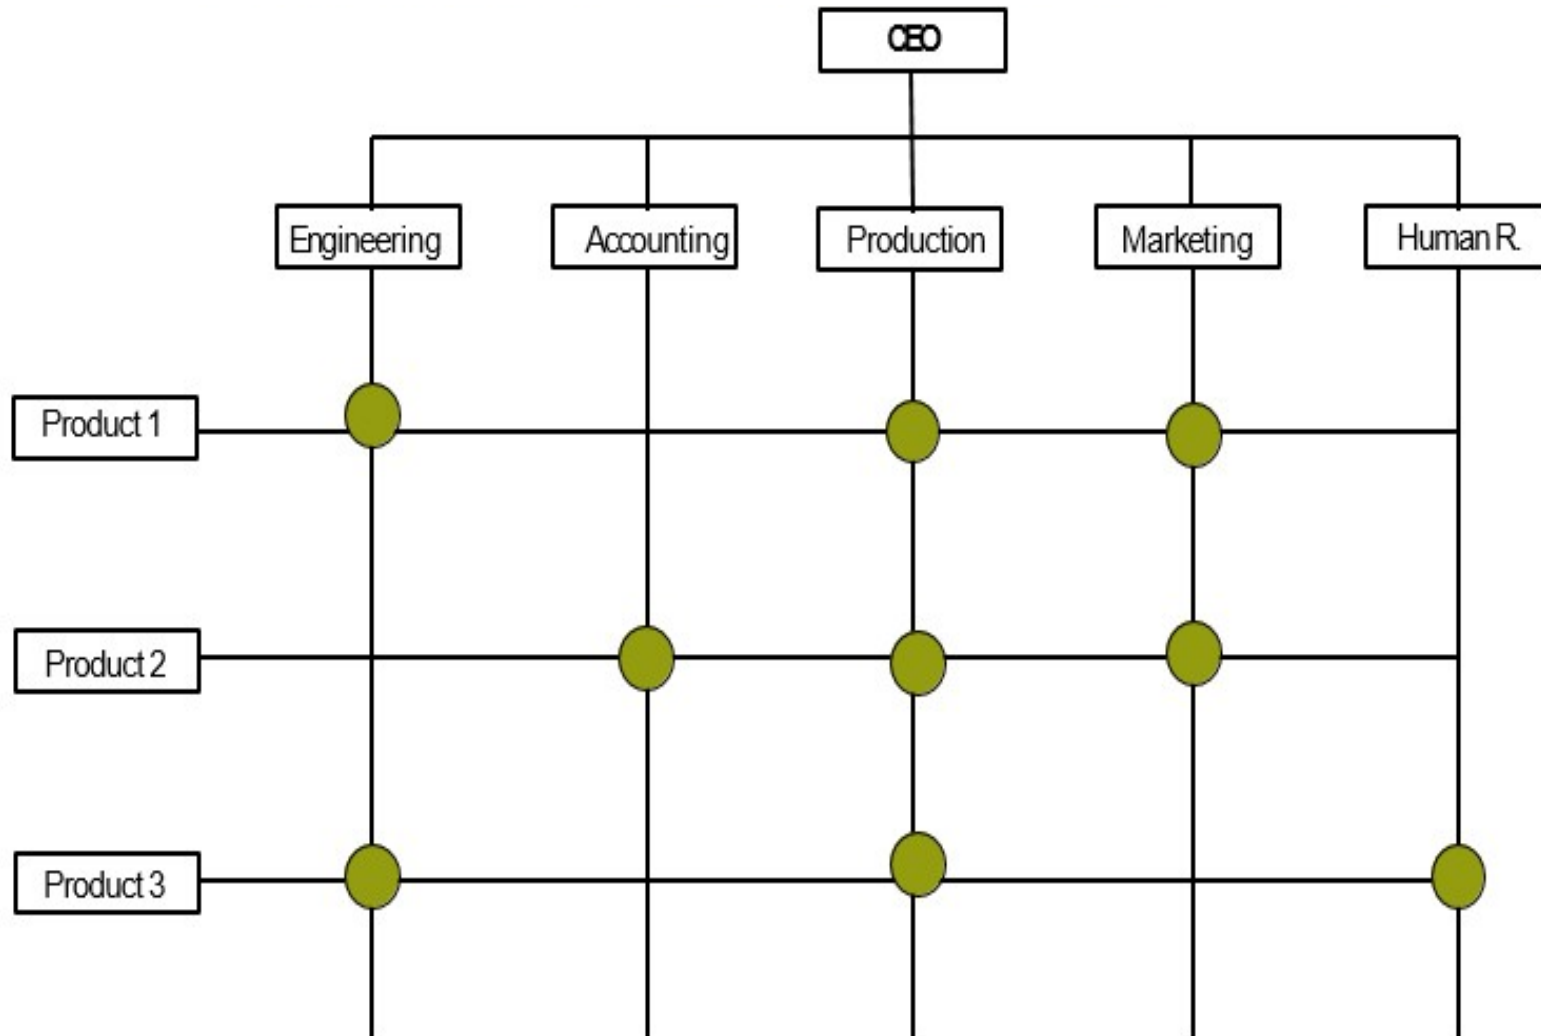 CEO
Engineering
Accounting
Production
Marketing
Human R.
Product 1
Product 2
Product 3